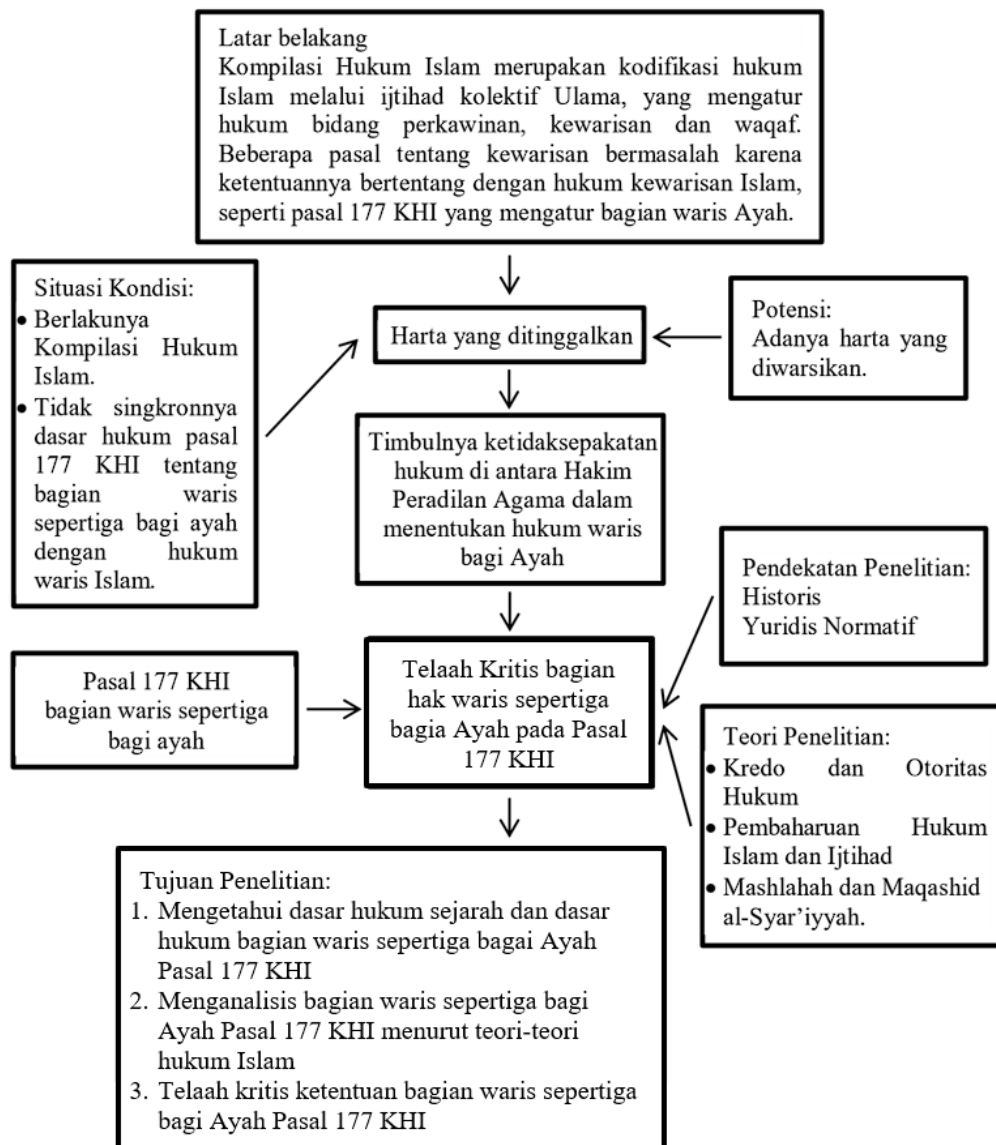 Latar belakang
Kompilasi Hukum Islam merupakan kodifikasi hukum
Islam melalui ijtihad kolektif Ulama, yang mengatur
hukum bidang perkawinan, kewarisan dan waqaf.
Beberapa pasal tentang kewarisan bermasalah karena
ketentuannya bertentang dengan hukum kewarisan Islam,
seperti pasal 177 KHI yang mengatur bagian waris Ayah.
Situasi Kondisi:
• Berlakunya
Kompilasi Hukum
Islam.
• Tidak singkronnya
dasar hukum pasal
177 KHI tentang
bagian waris
sepertiga bagi ayah
dengan hukum
waris Islam.
Harta yang ditinggalkan
Potensi:
Adanya harta yang
diwarsikan.
Timbulnya ketidaksepakatan
hukum di antara Hakim
Peradilan Agama dalam
menentukan hukum waris
bagi Ayah
Pendekatan Penelitian:
Historis
Yuridis Normatif
Pasal 177 KHI
bagian waris sepertiga
bagi ayah
Telaah Kritis bagian
hak waris sepertiga
bagia Ayah pada Pasal
177 KHI
Teori Penelitian:
• Kredo dan Otoritas
Hukum
• Pembaharuan Hukum
Islam dan Ijtihad
• Mashlahah dan Maqashid
al-Syar’iyyah.
Tujuan Penelitian:
1. Mengetahui dasar hukum sejarah dan dasar
hukum bagian waris sepertiga bagai Ayah
Pasal 177 KHI
2. Menganalisis bagian waris sepertiga bagi
Ayah Pasal 177 KHI menurut teori-teori
hukum Islam
3. Telaah kritis ketentuan bagian waris sepertiga
bagi Ayah Pasal 177 KHI